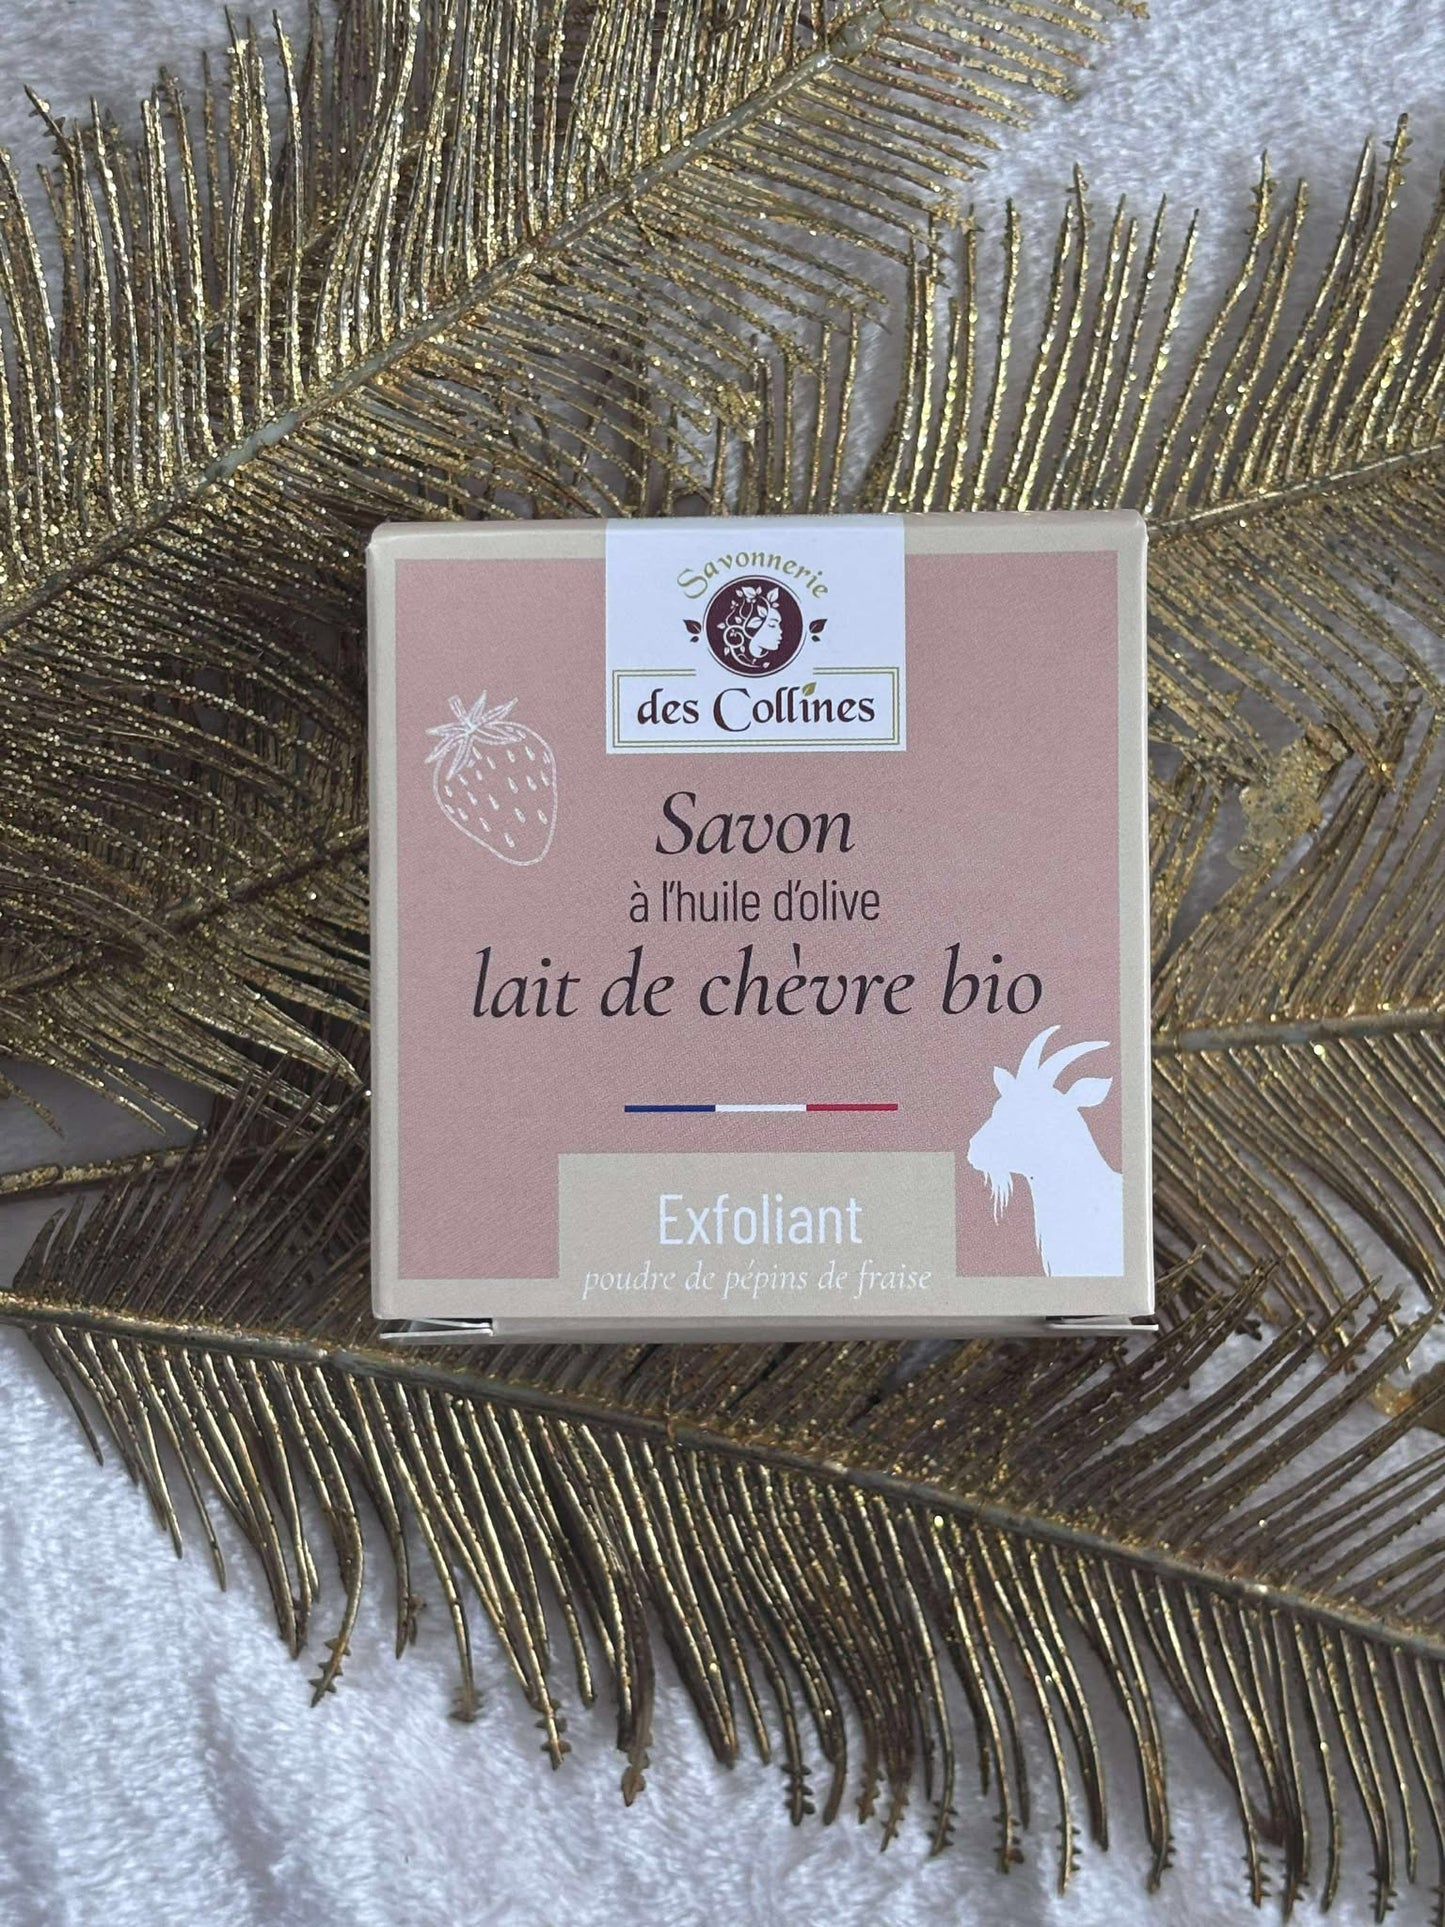 Savonnerie
des Collines
Savon
à l'huile d'olive
lait de chèvre bio
Exfoliant
poudre de pépins de fraise